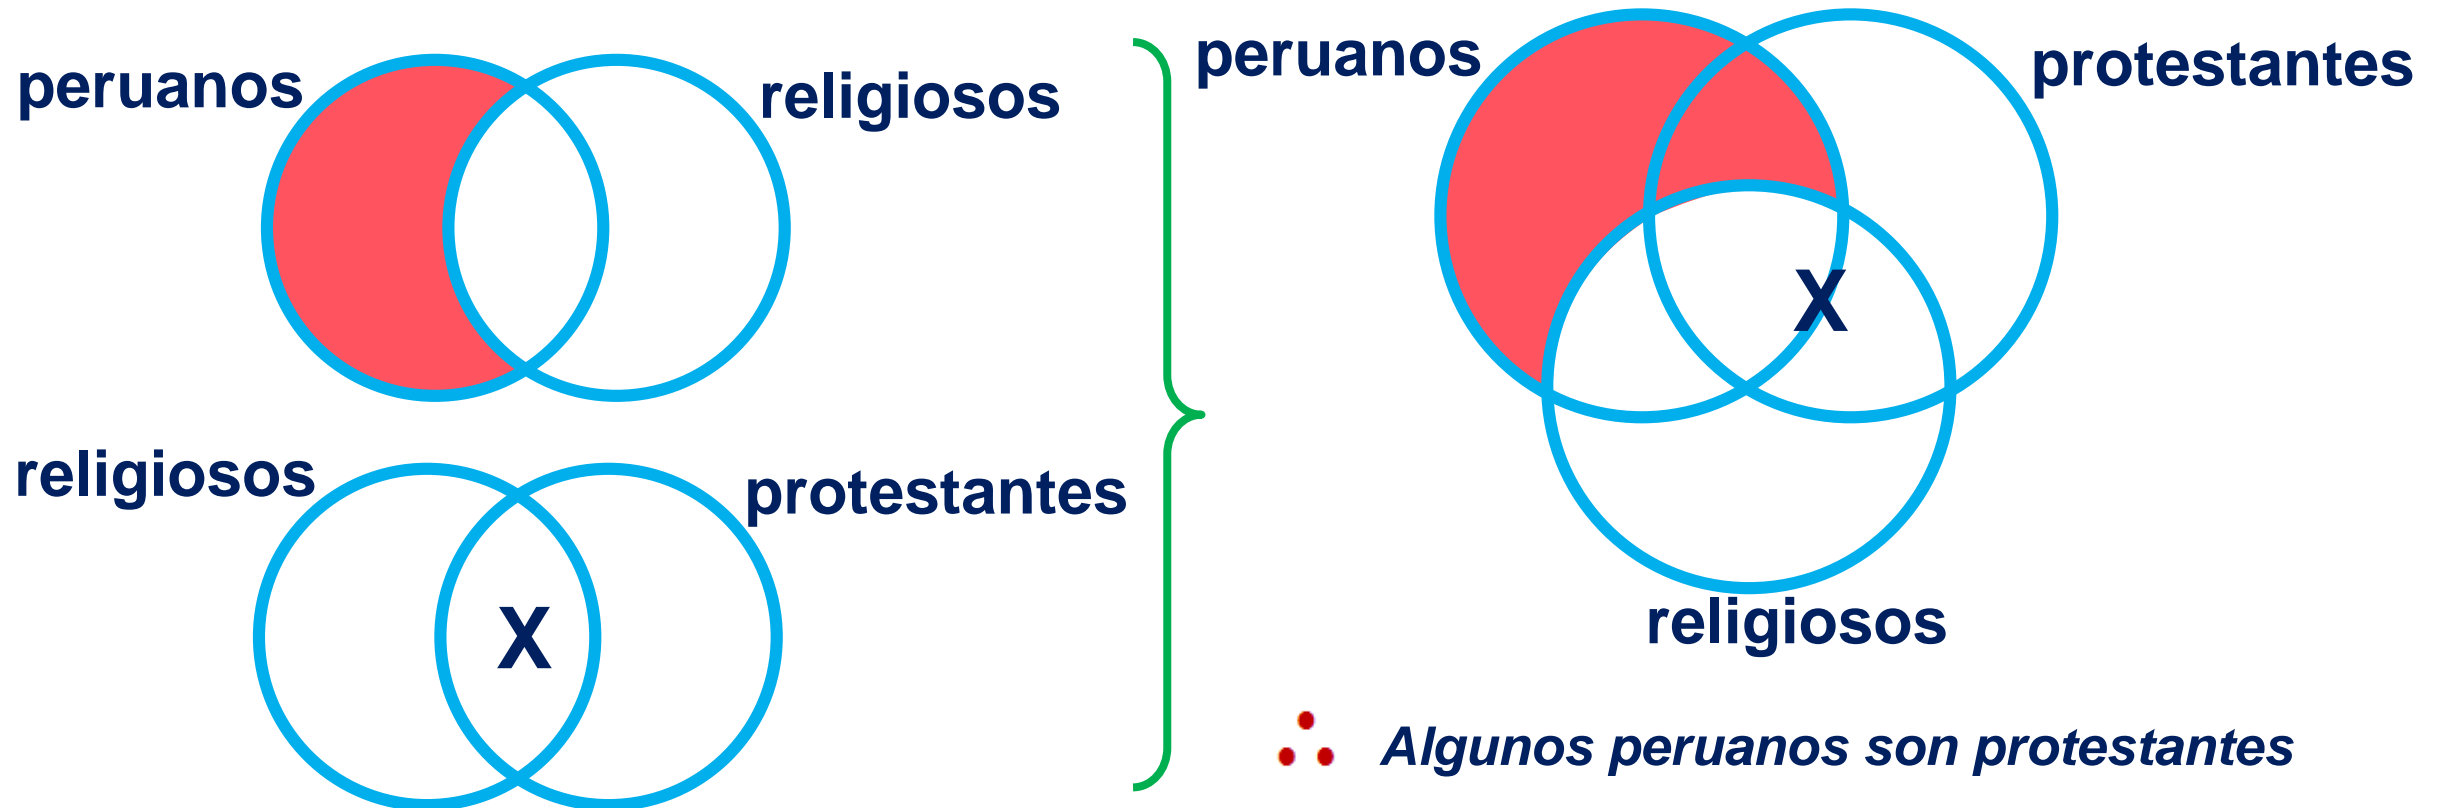 peruanos
religiosos
religiosos
protestantes
X
peruanos
protestantes
X
religiosos
∴ Algunos peruanos son protestantes